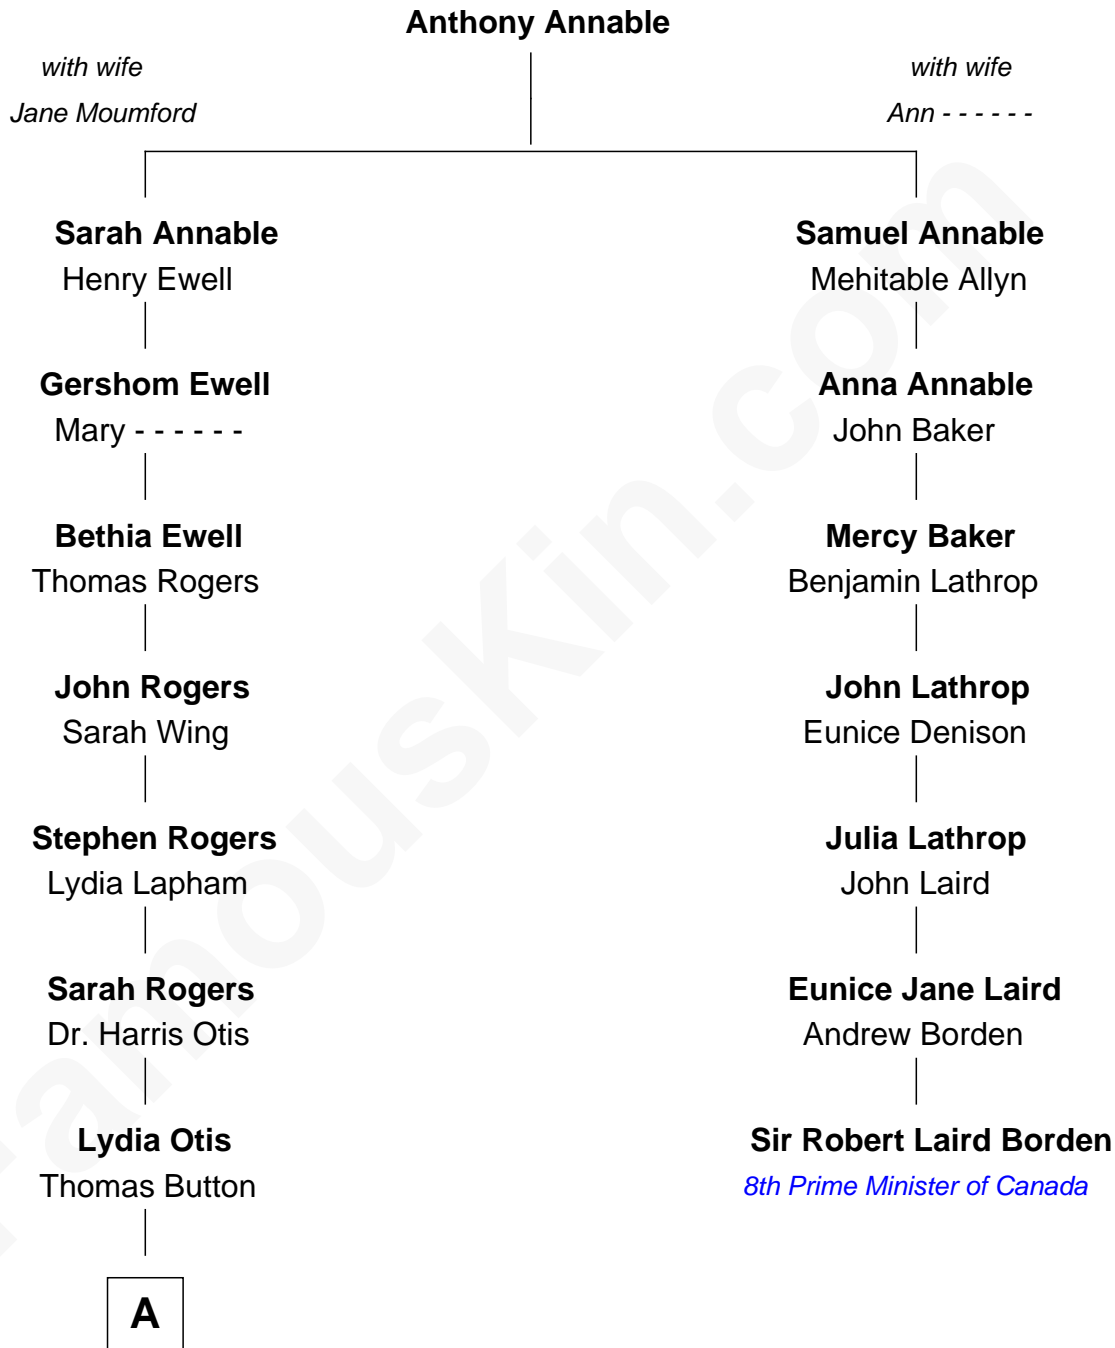 Anthony Annable
with wife
Jane Moumford
with wife
Ann - - - - - -
Sarah Annable
Henry Ewell
Samuel Annable
Mehitable Allyn
Gershom Ewell
Mary - - - - - -
Anna Annable
John Baker
Bethia Ewell
Thomas Rogers
Mercy Baker
Benjamin Lathrop
John Rogers
Sarah Wing
John Lathrop
Eunice Denison
Stephen Rogers
Lydia Lapham
Julia Lathrop
John Laird
Sarah Rogers
Dr. Harris Otis
Eunice Jane Laird
Andrew Borden
Lydia Otis
Thomas Button
Sir Robert Laird Borden
8th Prime Minister of Canada
A
FamousKin.com